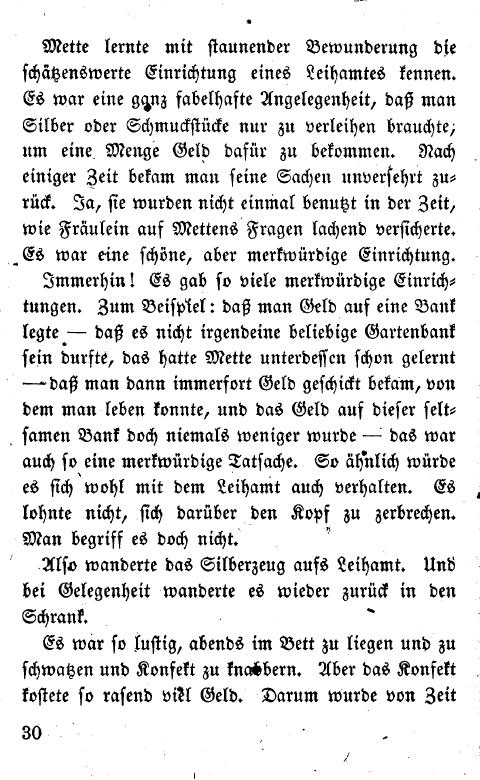 Mette lernte mit staunender Bewunderung die
schätzenswerte Einrichtung eines Leihamtes kennen.
Es war eine ganz fabelhafte Angelegenheit, daß man
Silber oder Schmuckstücke nur zu verleihen brauchte,
um eine Menge Geld dafür zu bekommen. Nach
einiger Zeit bekam man seine Sachen unversehrt zu-
rück. Ja, sie wurden nicht einmal benutzt in der Zeit,
wie Fräulein auf Mettens Fragen lachend versicherte.
Es war eine schöne, aber merkwürdige Einrichtung.
Immerhin! Es gab so viele merkwürdige Einrich-
tungen. Zum Beispiel: daß man Geld auf eine Bank
legte — daß es nicht irgendeine beliebige Gartenbank
sein durfte, das hatte Mette unterdessen schon gelernt
— daß man dann immerfort Geld geschickt bekam, von
dem man leben konnte, und das Geld auf dieser selt-
samen Bank doch niemals weniger wurde — das war
auch so eine merkwürdige Tatsache. So ähnlich würde
es sich wohl mit dem Leihamt auch verhalten. Es
lohnte nicht, sich darüber den Kopf zu zerbrechen.
Man begriff es doch nicht.
Also wanderte das Silberzeug aufs Leihamt. Und
bei Gelegenheit wanderte es wieder zurück in den
Schrank.
Es war so lustig, abends im Bett zu liegen und zu
schwatzen und Konfekt zu knabbern. Aber das Konfekt
kostete so rasend viel Geld. Darum wurde von Zeit
30